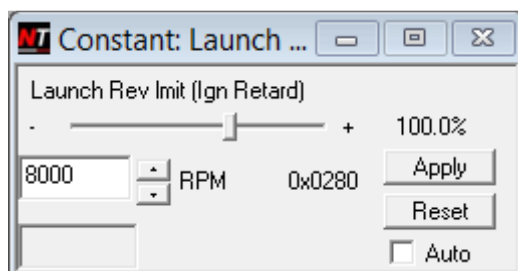 NT Constant: Launch ...
Launch Rev lmit (Ign Retard)
- + 100.0%
8000 RPM 0x0280 Apply
Reset
Auto